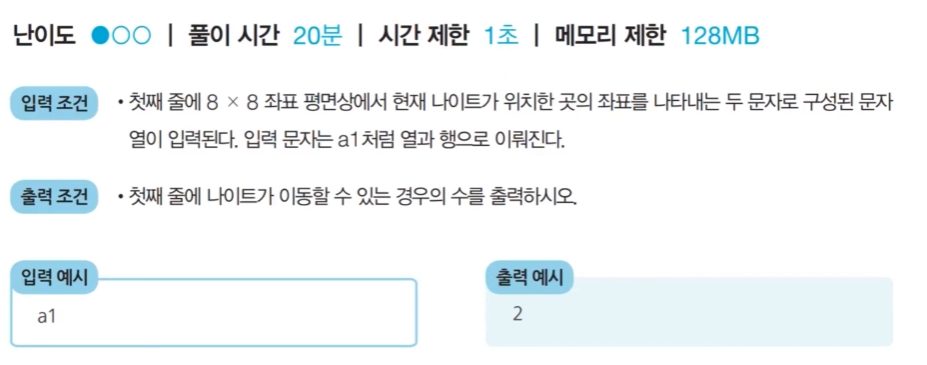 난이도 ●○○ | 풀이 시간 20분 | 시간 제한 1초 | 메모리 제한 128MB
입력 조건 • 첫째 줄에 8 × 8 좌표 평면상에서 현재 나이트가 위치한 곳의 좌표를 나타내는 두 문자로 구성된 문자
열이 입력된다. 입력 문자는 a1처럼 열과 행으로 이뤄진다.
출력 조건 • 첫째 줄에 나이트가 이동할 수 있는 경우의 수를 출력하시오.
입력 예시
a1
출력 예시
2